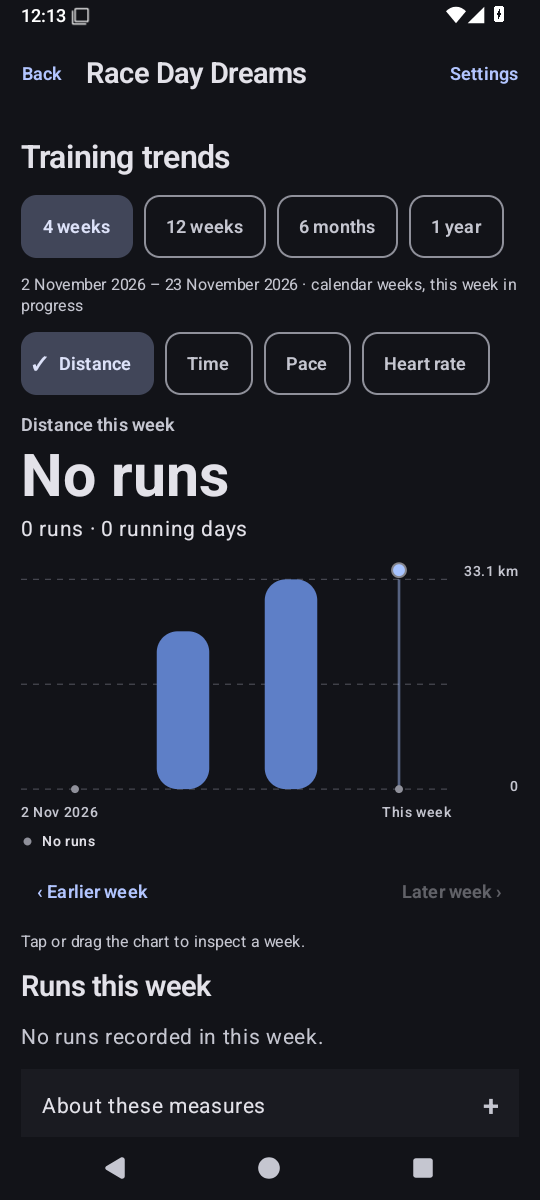 12:13
Back Race Day Dreams Settings
Training trends
4 weeks 12 weeks 6 months 1 year
2 November 2026 – 23 November 2026 · calendar weeks, this week in
progress
✓ Distance Time Pace Heart rate
Distance this week
No runs
0 runs · 0 running days
33.1 km
0
2 Nov 2026 This week
No runs
‹ Earlier week Later week ›
Tap or drag the chart to inspect a week.
Runs this week
No runs recorded in this week.
About these measures +